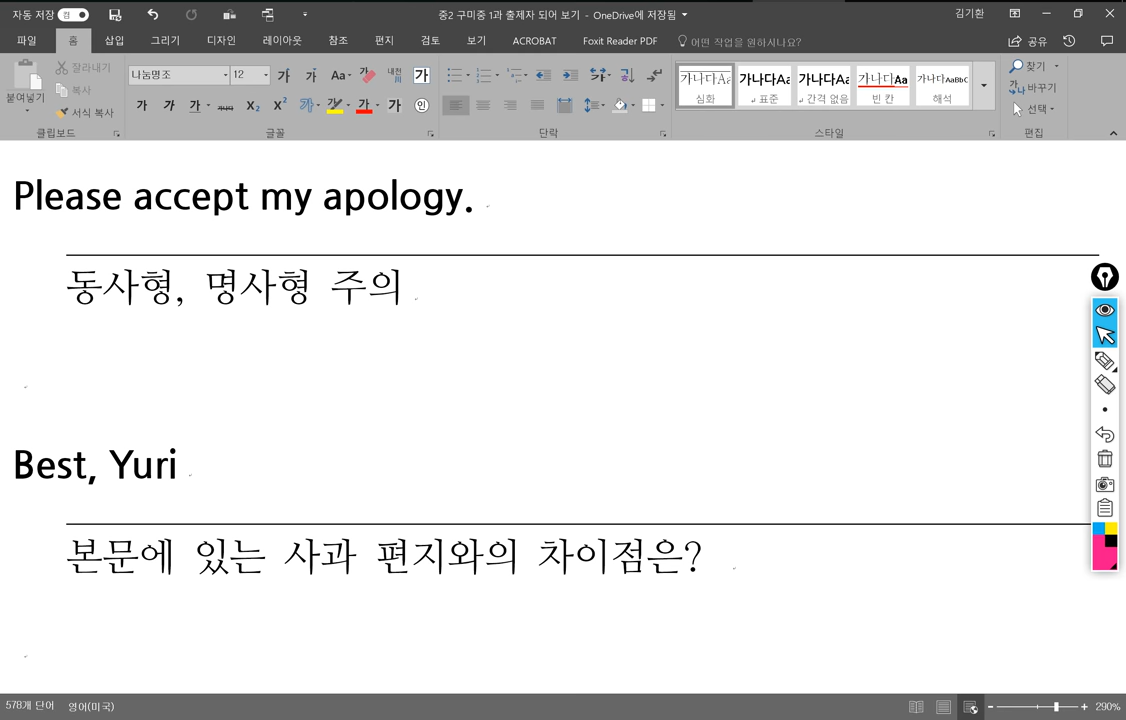 자동 저장 컴 중2 구미중 1과 출제자 되어 보기 - OneDrive에 저장됨 김기환
파일 홈 삽입 그리기 디자인 레이아웃 참조 편지 검토 보기 ACROBAT Foxit Reader PDF 어떤 작업을 원하시나요? 공유
붙여넣기 잘라내기 복사 서식 복사
나눔명조 12
가나다Aa 심화
가나다Aa 표준
가나다Aa 간격 없음
가나다Aa 빈 칸
가나다AaBbC 해석
찾기 바꾸기 선택
클립보드 글꼴 단락 스타일 편집
Please accept my apology.
동사형, 명사형 주의
Best, Yuri
본문에 있는 사과 편지와의 차이점은?
578개 단어 영어(미국) 290%